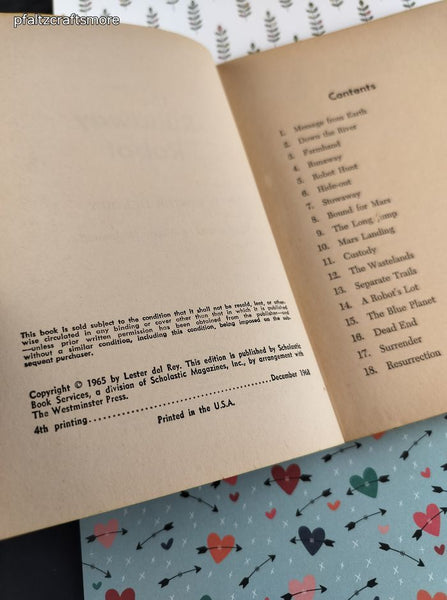 pfaltzcraftsmore
This book is sold subject to the condition that it shall not be resold, lent, or other-
wise circulated in any binding or cover other than that in which it is published
—unless prior written permission has been obtained from the publisher—and
without a similar condition, including this condition, being imposed on the sub-
sequent purchaser.
Copyright © 1965 by Lester del Rey. This edition is published by Scholastic
Book Services, a division of Scholastic Magazines, Inc., by arrangement with
The Westminster Press.
4th printing..........................................December 1968
Printed in the U.S.A.
Contents
1. Message from Earth
2. Down the River
3. Farmhand
4. Runaway
5. Robot Hunt
6. Hide-out
7. Stowaway
8. Bound for Mars
9. The Long Jump
10. Mars Landing
11. Custody
12. The Wastelands
13. Separate Trails
14. A Robot's Lot
15. The Blue Planet
16. Dead End
17. Surrender
18. Resurrection